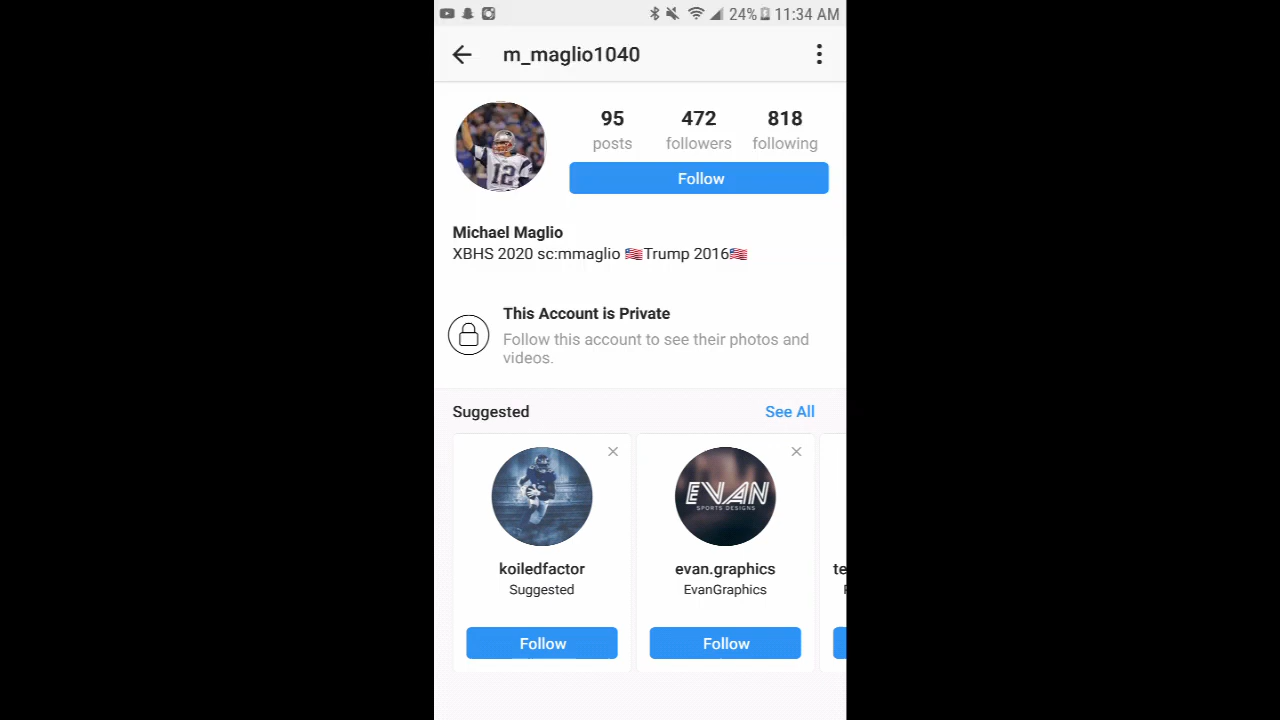 24% 11:34 AM
m_maglio1040
95 472 818
posts followers following
Follow
12
Michael Maglio
XBHS 2020 sc:mmaglio 🇺🇸Trump 2016🇺🇸
This Account is Private
Follow this account to see their photos and
videos.
Suggested See All
EVAN
SPORTS DESIGNS
koiledfactor evan.graphics te
Suggested EvanGraphics
Follow Follow